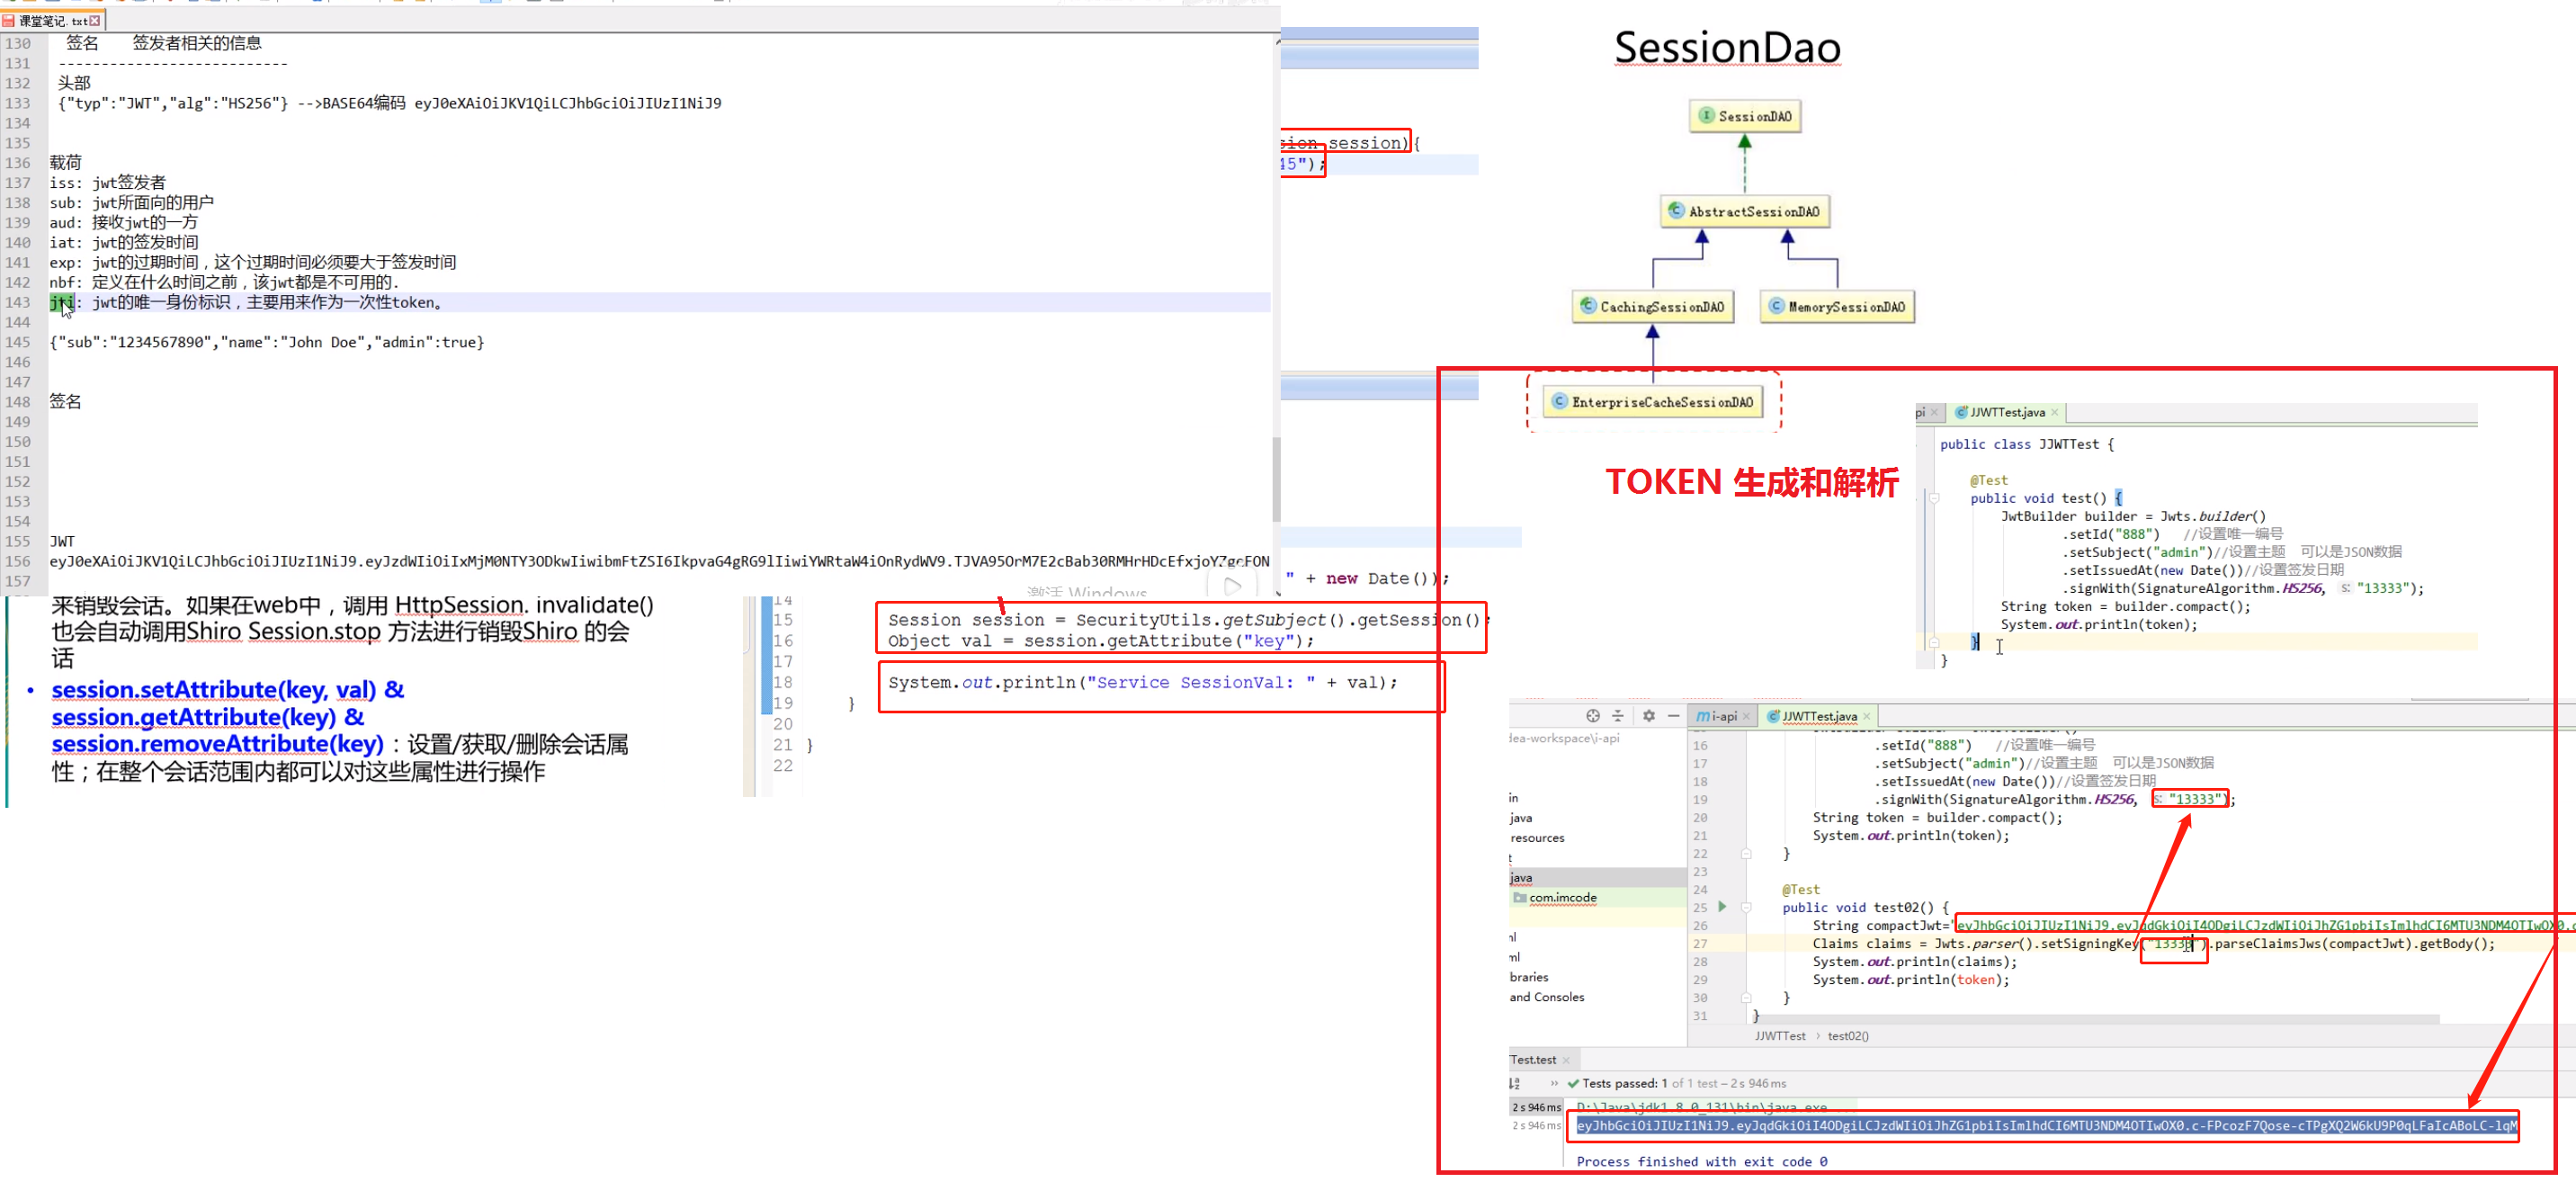 课堂笔记.txt
130 签名 签发者相关的信息
131 ---------------------------
132 头部
133 {"typ":"JWT","alg":"HS256"} -->BASE64编码 eyJ0eXAiOiJKV1QiLCJhbGciOiJIUzI1NiJ9
134
135
136 载荷
137 iss: jwt签发者
138 sub: jwt所面向的用户
139 aud: 接收jwt的一方
140 iat: jwt的签发时间
141 exp: jwt的过期时间，这个过期时间必须要大于签发时间
142 nbf: 定义在什么时间之前，该jwt都是不可用的.
143 jti: jwt的唯一身份标识，主要用来作为一次性token。
144
145 {"sub":"1234567890","name":"John Doe","admin":true}
146
147
148 签名
149
150
151
152
153
154
155 JWT
156 eyJ0eXAiOiJKV1QiLCJhbGciOiJIUzI1NiJ9.eyJzdWIiOiIxMjM0NTY3ODkwIiwibmFtZSI6IkpvaG4gRG9lIiwiYWRtaW4iOnRydWV9.TJVA95OrM7E2cBab30RMHrHDcEfxjoYZgeFON
157
激活 Windows
来销毁会话。如果在web中，调用 HttpSession. invalidate()
也会自动调用Shiro Session.stop 方法进行销毁Shiro 的会
话
• session.setAttribute(key, val) &
session.getAttribute(key) &
session.removeAttribute(key)：设置/获取/删除会话属
性；在整个会话范围内都可以对这些属性进行操作
sion session){
45");
" + new Date());
14
15 Session session = SecurityUtils.getSubject().getSession();
16 Object val = session.getAttribute("key");
17
18 System.out.println("Service SessionVal: " + val);
19 }
20
21 }
22
SessionDao
SessionDAO
AbstractSessionDAO
CachingSessionDAO
MemorySessionDAO
EnterpriseCacheSessionDAO
TOKEN 生成和解析
pi
JJWTTest.java
public class JJWTTest {
@Test
public void test() {
JwtBuilder builder = Jwts.builder()
.setId("888") //设置唯一编号
.setSubject("admin")//设置主题 可以是JSON数据
.setIssuedAt(new Date())//设置签发日期
.signWith(SignatureAlgorithm.HS256, s: "13333");
String token = builder.compact();
System.out.println(token);
}
}
i-api
JJWTTest.java
dea-workspace\i-api
16 .setId("888") //设置唯一编号
17 .setSubject("admin")//设置主题 可以是JSON数据
18 .setIssuedAt(new Date())//设置签发日期
19 .signWith(SignatureAlgorithm.HS256, s: "13333");
20 String token = builder.compact();
21 System.out.println(token);
22 }
23
24 @Test
25 public void test02() {
26 String compactJwt="eyJhbGciOiJIUzI1NiJ9.eyJqdGkiOiI4ODgiLCJzdWIiOiJhZG1pbiIsImlhdCI6MTU3NDM4OTIwOX0.c
27 Claims claims = Jwts.parser().setSigningKey("13333").parseClaimsJws(compactJwt).getBody();
28 System.out.println(claims);
29 System.out.println(token);
30 }
31 }
in
java
resources
t
java
com.imcode
ml
ml
braries
and Consoles
JJWTTest › test02()
Test.test
Tests passed: 1 of 1 test – 2 s 946 ms
2 s 946 ms
2 s 946 ms
D:\Java\jdk1.8.0_131\bin\java.exe ...
eyJhbGciOiJIUzI1NiJ9.eyJqdGkiOiI4ODgiLCJzdWIiOiJhZG1pbiIsImlhdCI6MTU3NDM4OTIwOX0.c-FPcozF7Qose-cTPgXQ2W6kU9P0qLFaIcABoLC-lqM
Process finished with exit code 0